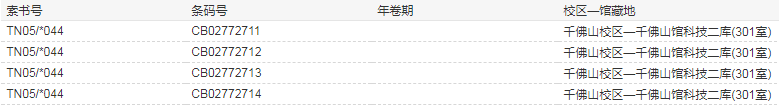 索书号 条码号 年卷期 校区—馆藏地
TN05/*044 CB02772711 千佛山校区—千佛山馆科技二库(301室)
TN05/*044 CB02772712 千佛山校区—千佛山馆科技二库(301室)
TN05/*044 CB02772713 千佛山校区—千佛山馆科技二库(301室)
TN05/*044 CB02772714 千佛山校区—千佛山馆科技二库(301室)